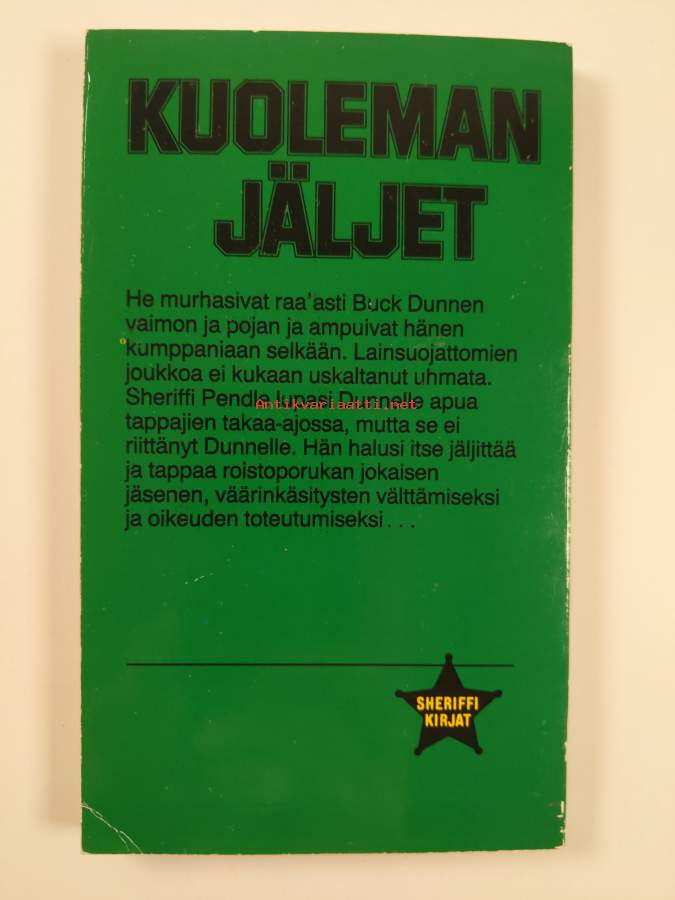 KUOLEMAN
JÄLJET
He murhasivat raa'asti Buck Dunnen
vaimon ja pojan ja ampuivat hänen
kumppaniaan selkään. Lainsuojattomien
joukkoa ei kukaan uskaltanut uhmata.
Sheriffi Pendle lupasi Dunnelle apua
Antikvariaatti.net
tappajien takaa-ajossa, mutta se ei
riittänyt Dunnelle. Hän halusi itse jäljittää
ja tappaa roistoporukan jokaisen
jäsenen, väärinkäsitysten välttämiseksi
ja oikeuden toteutumiseksi...
SHERIFFI
KIRJAT